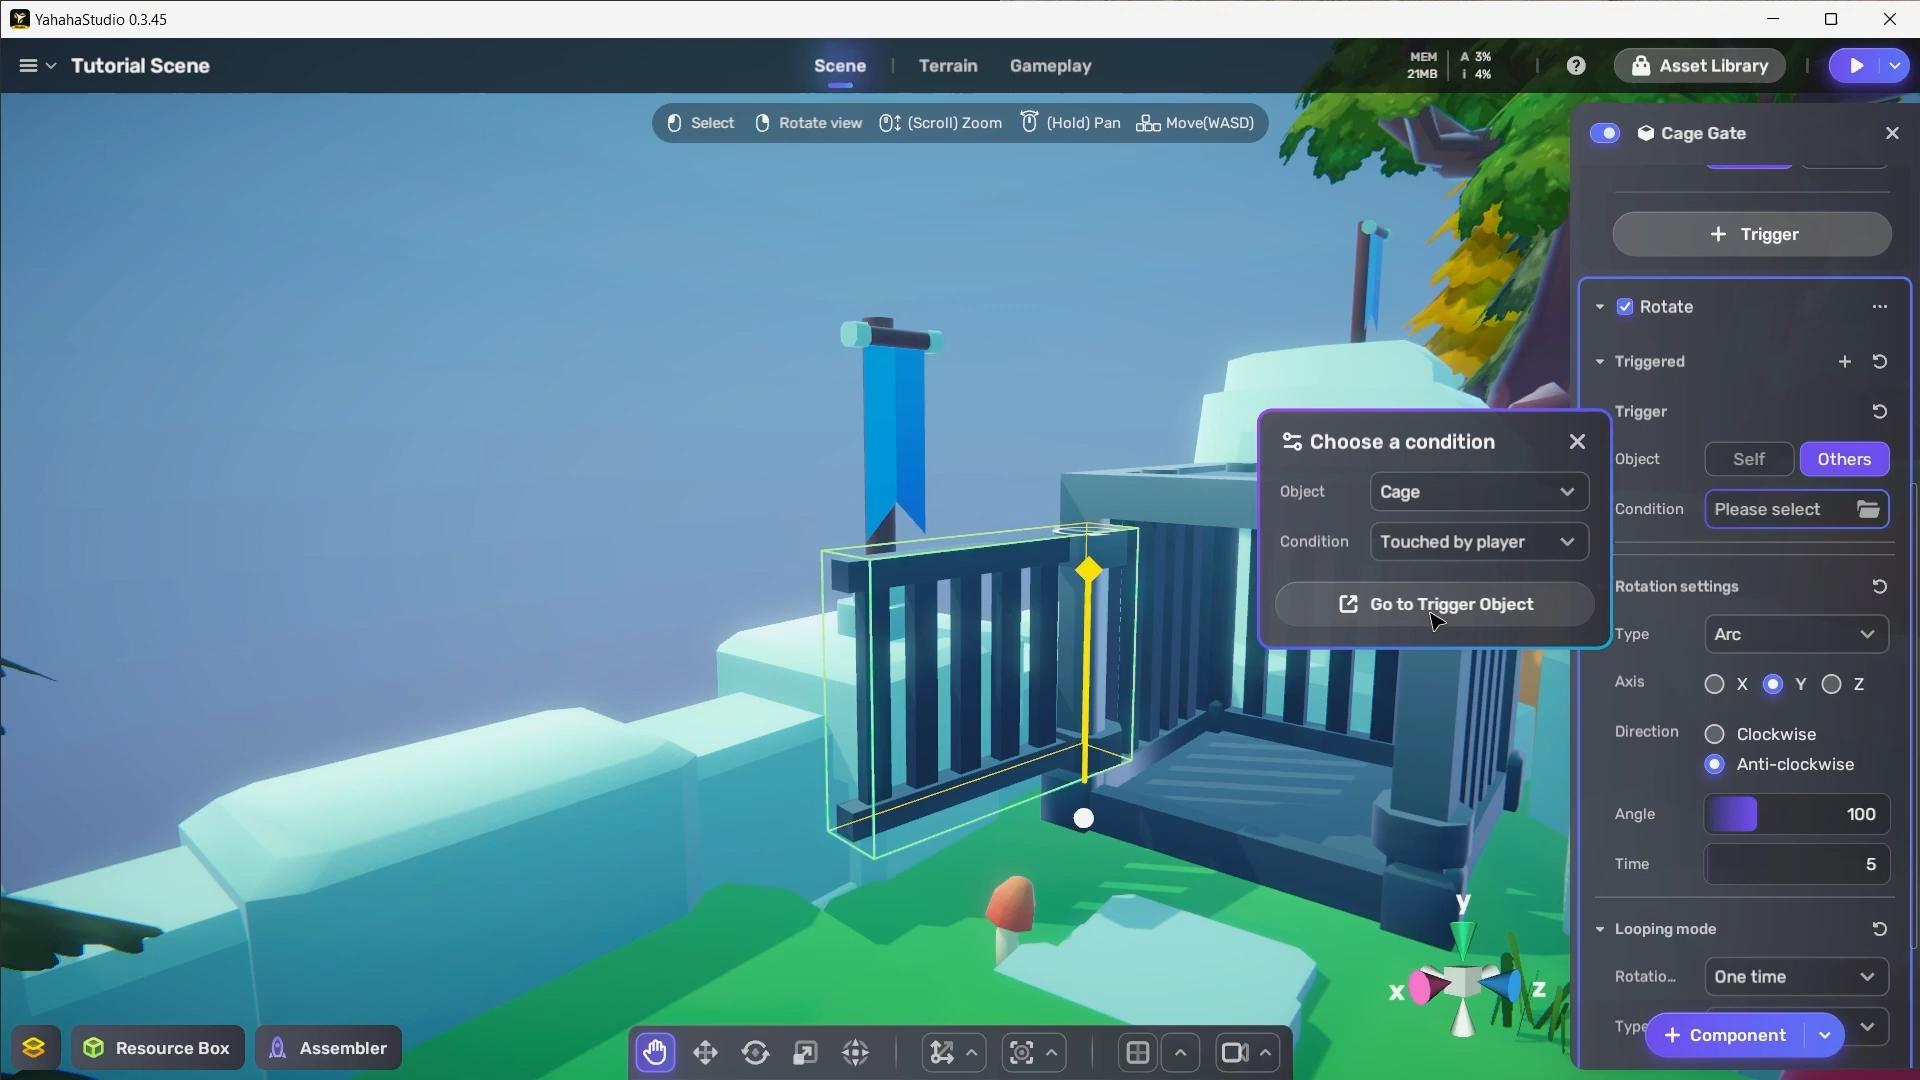 YahahaStudio 0.3.45
Tutorial Scene
Scene
Terrain
Gameplay
MEM
21MB
A 3%
i 4%
Asset Library
Select
Rotate view
(Scroll) Zoom
(Hold) Pan
Move(WASD)
Cage Gate
+ Trigger
Rotate
Triggered
Trigger
Object
Self
Others
Condition
Please select
Choose a condition
Object
Cage
Condition
Touched by player
Go to Trigger Object
Rotation settings
Type
Arc
Axis
X
Y
Z
Direction
Clockwise
Anti-clockwise
Angle
100
Time
5
Looping mode
Rotatio...
One time
Type
+ Component
y
x
z
Resource Box
Assembler